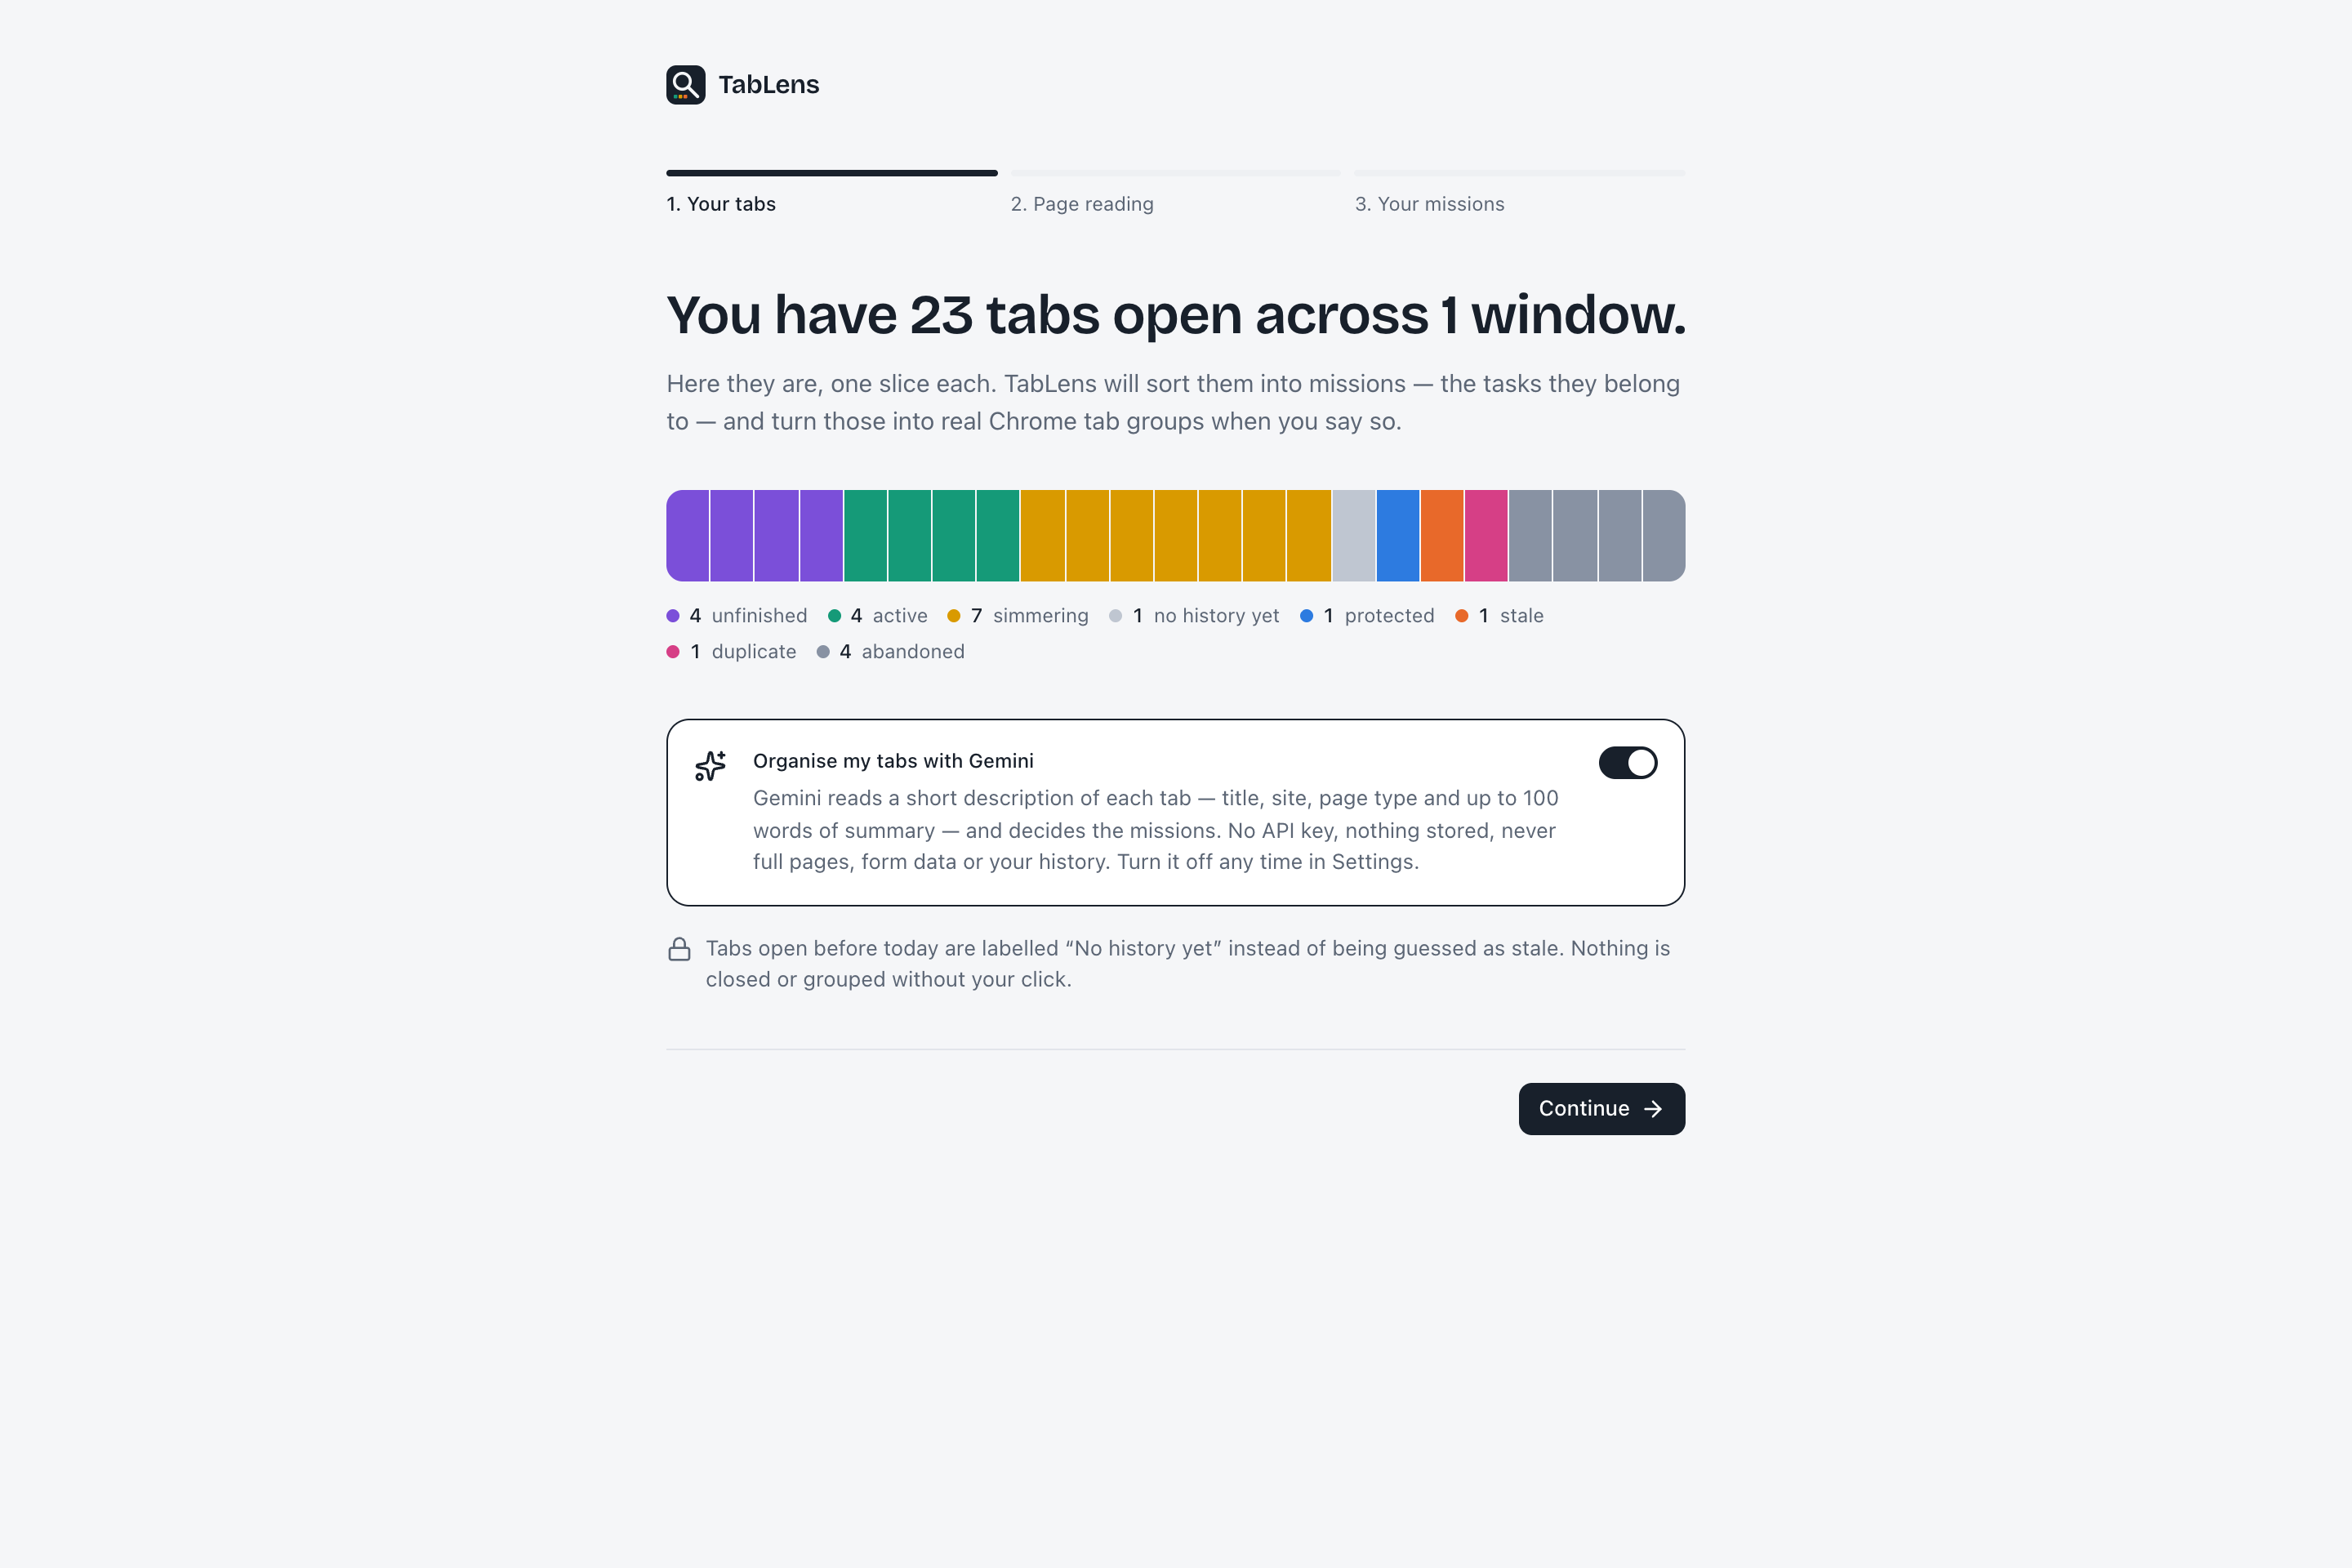 TabLens
1. Your tabs
2. Page reading
3. Your missions
You have 23 tabs open across 1 window.
Here they are, one slice each. TabLens will sort them into missions — the tasks they belong
to — and turn those into real Chrome tab groups when you say so.
4 unfinished 4 active 7 simmering 1 no history yet 1 protected 1 stale
1 duplicate 4 abandoned
Organise my tabs with Gemini
Gemini reads a short description of each tab — title, site, page type and up to 100
words of summary — and decides the missions. No API key, nothing stored, never
full pages, form data or your history. Turn it off any time in Settings.
Tabs open before today are labelled “No history yet” instead of being guessed as stale. Nothing is
closed or grouped without your click.
Continue